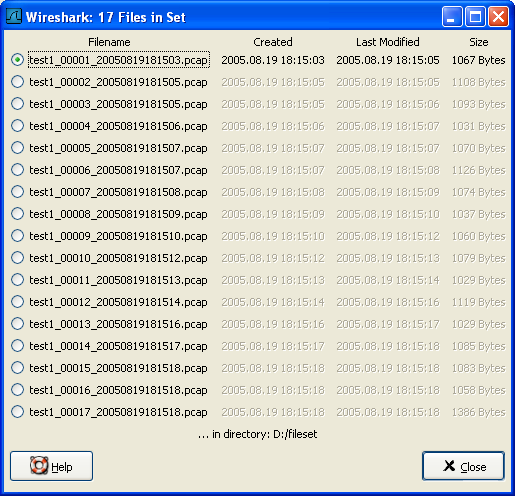 Wireshark: 17 Files in Set
Filename Created Last Modified Size
test1_00001_20050819181503.pcap 2005.08.19 18:15:03 2005.08.19 18:15:05 1067 Bytes
test1_00002_20050819181505.pcap 2005.08.19 18:15:05 2005.08.19 18:15:05 1108 Bytes
test1_00003_20050819181505.pcap 2005.08.19 18:15:05 2005.08.19 18:15:06 1093 Bytes
test1_00004_20050819181506.pcap 2005.08.19 18:15:06 2005.08.19 18:15:07 1031 Bytes
test1_00005_20050819181507.pcap 2005.08.19 18:15:07 2005.08.19 18:15:07 1070 Bytes
test1_00006_20050819181507.pcap 2005.08.19 18:15:07 2005.08.19 18:15:08 1126 Bytes
test1_00007_20050819181508.pcap 2005.08.19 18:15:08 2005.08.19 18:15:09 1074 Bytes
test1_00008_20050819181509.pcap 2005.08.19 18:15:09 2005.08.19 18:15:10 1037 Bytes
test1_00009_20050819181510.pcap 2005.08.19 18:15:10 2005.08.19 18:15:12 1060 Bytes
test1_00010_20050819181512.pcap 2005.08.19 18:15:12 2005.08.19 18:15:13 1079 Bytes
test1_00011_20050819181513.pcap 2005.08.19 18:15:13 2005.08.19 18:15:14 1029 Bytes
test1_00012_20050819181514.pcap 2005.08.19 18:15:14 2005.08.19 18:15:16 1119 Bytes
test1_00013_20050819181516.pcap 2005.08.19 18:15:16 2005.08.19 18:15:17 1029 Bytes
test1_00014_20050819181517.pcap 2005.08.19 18:15:17 2005.08.19 18:15:18 1085 Bytes
test1_00015_20050819181518.pcap 2005.08.19 18:15:18 2005.08.19 18:15:18 1083 Bytes
test1_00016_20050819181518.pcap 2005.08.19 18:15:18 2005.08.19 18:15:18 1058 Bytes
test1_00017_20050819181518.pcap 2005.08.19 18:15:18 2005.08.19 18:15:18 1386 Bytes
... in directory: D:/fileset
Help Close